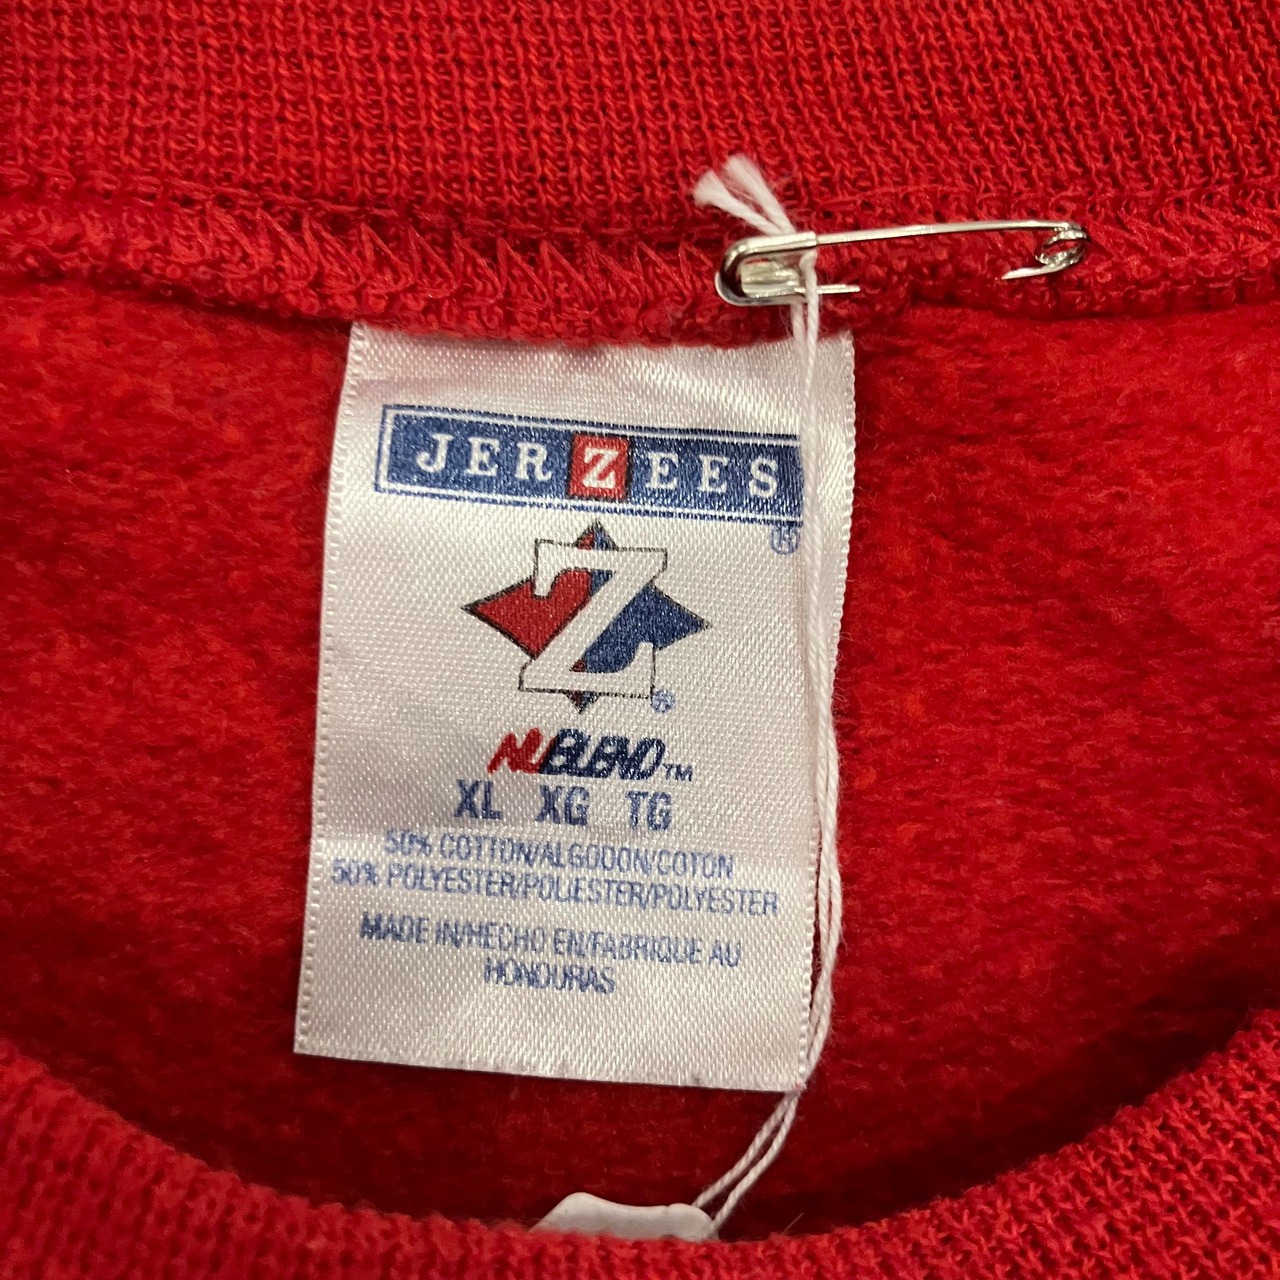 JERZEES
®
Z
®
NUBLEND™
XL XG TG
50% COTTON/ALGODON/COTON
50% POLYESTER/POLIESTER/POLYESTER
MADE IN/HECHO EN/FABRIQUE AU
HONDURAS